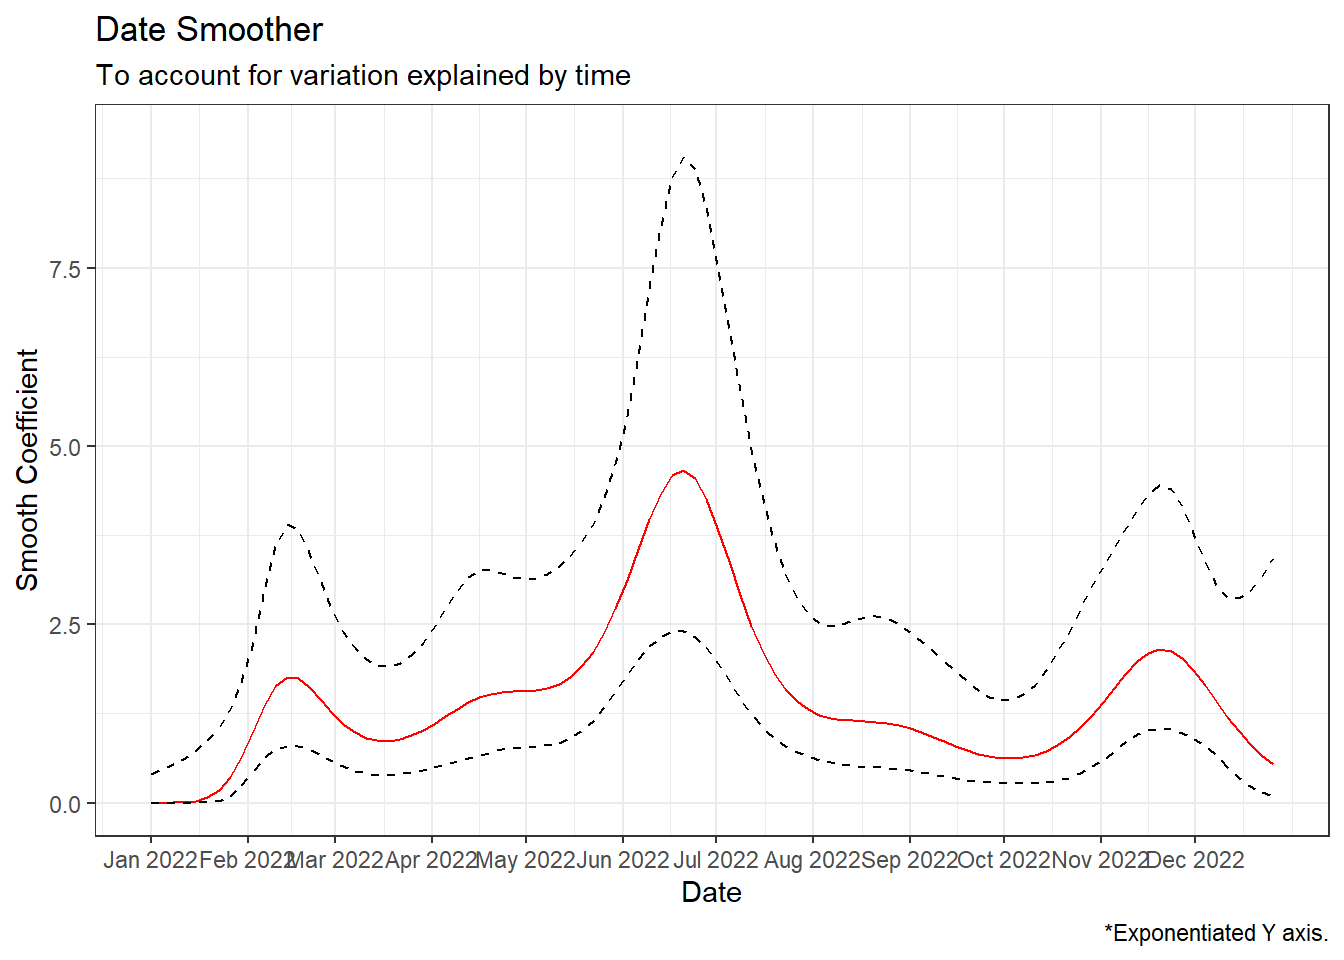 Date Smoother
To account for variation explained by time
Smooth Coefficient
7.5
5.0
2.5
0.0
Jan 2022 Feb 2022 Mar 2022 Apr 2022 May 2022 Jun 2022 Jul 2022 Aug 2022 Sep 2022 Oct 2022 Nov 2022 Dec 2022
Date
*Exponentiated Y axis.